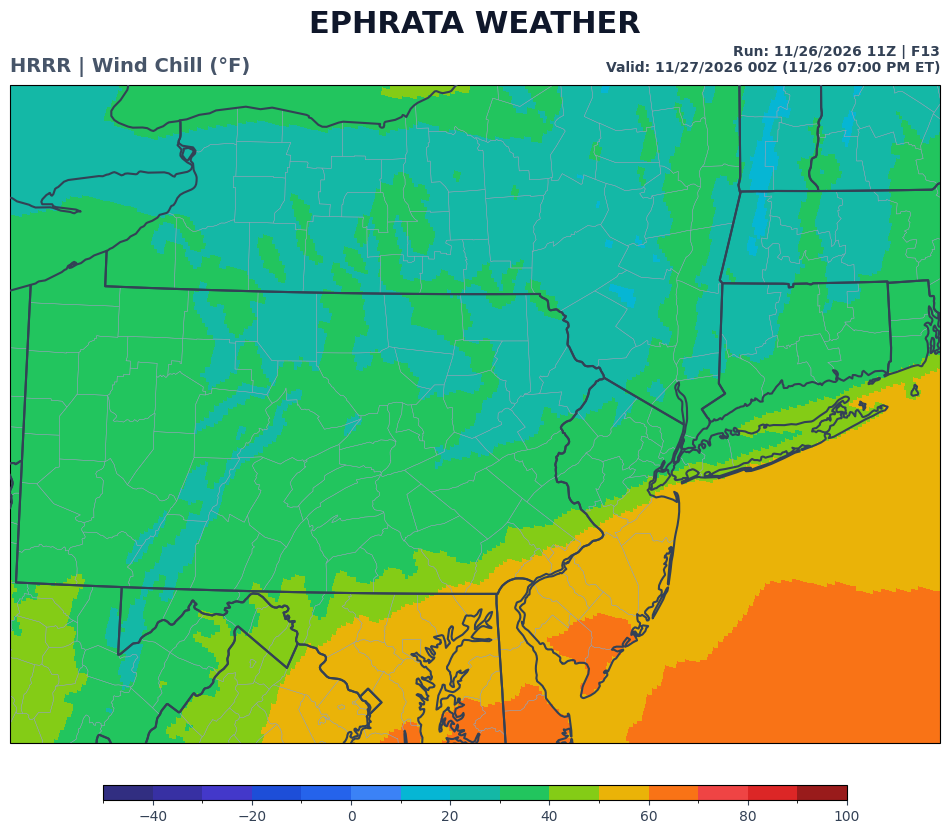 EPHRATA WEATHER
HRRR | Wind Chill (°F)
Run: 11/26/2026 11Z | F13
Valid: 11/27/2026 00Z (11/26 07:00 PM ET)
−40 −20 0 20 40 60 80 100